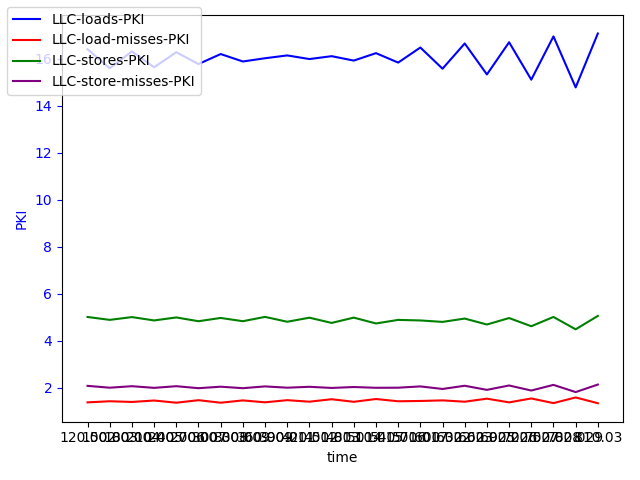 LLC-loads-PKI
LLC-load-misses-PKI
LLC-stores-PKI
LLC-store-misses-PKI
16
14
12
10
8
6
4
2
PKI
time